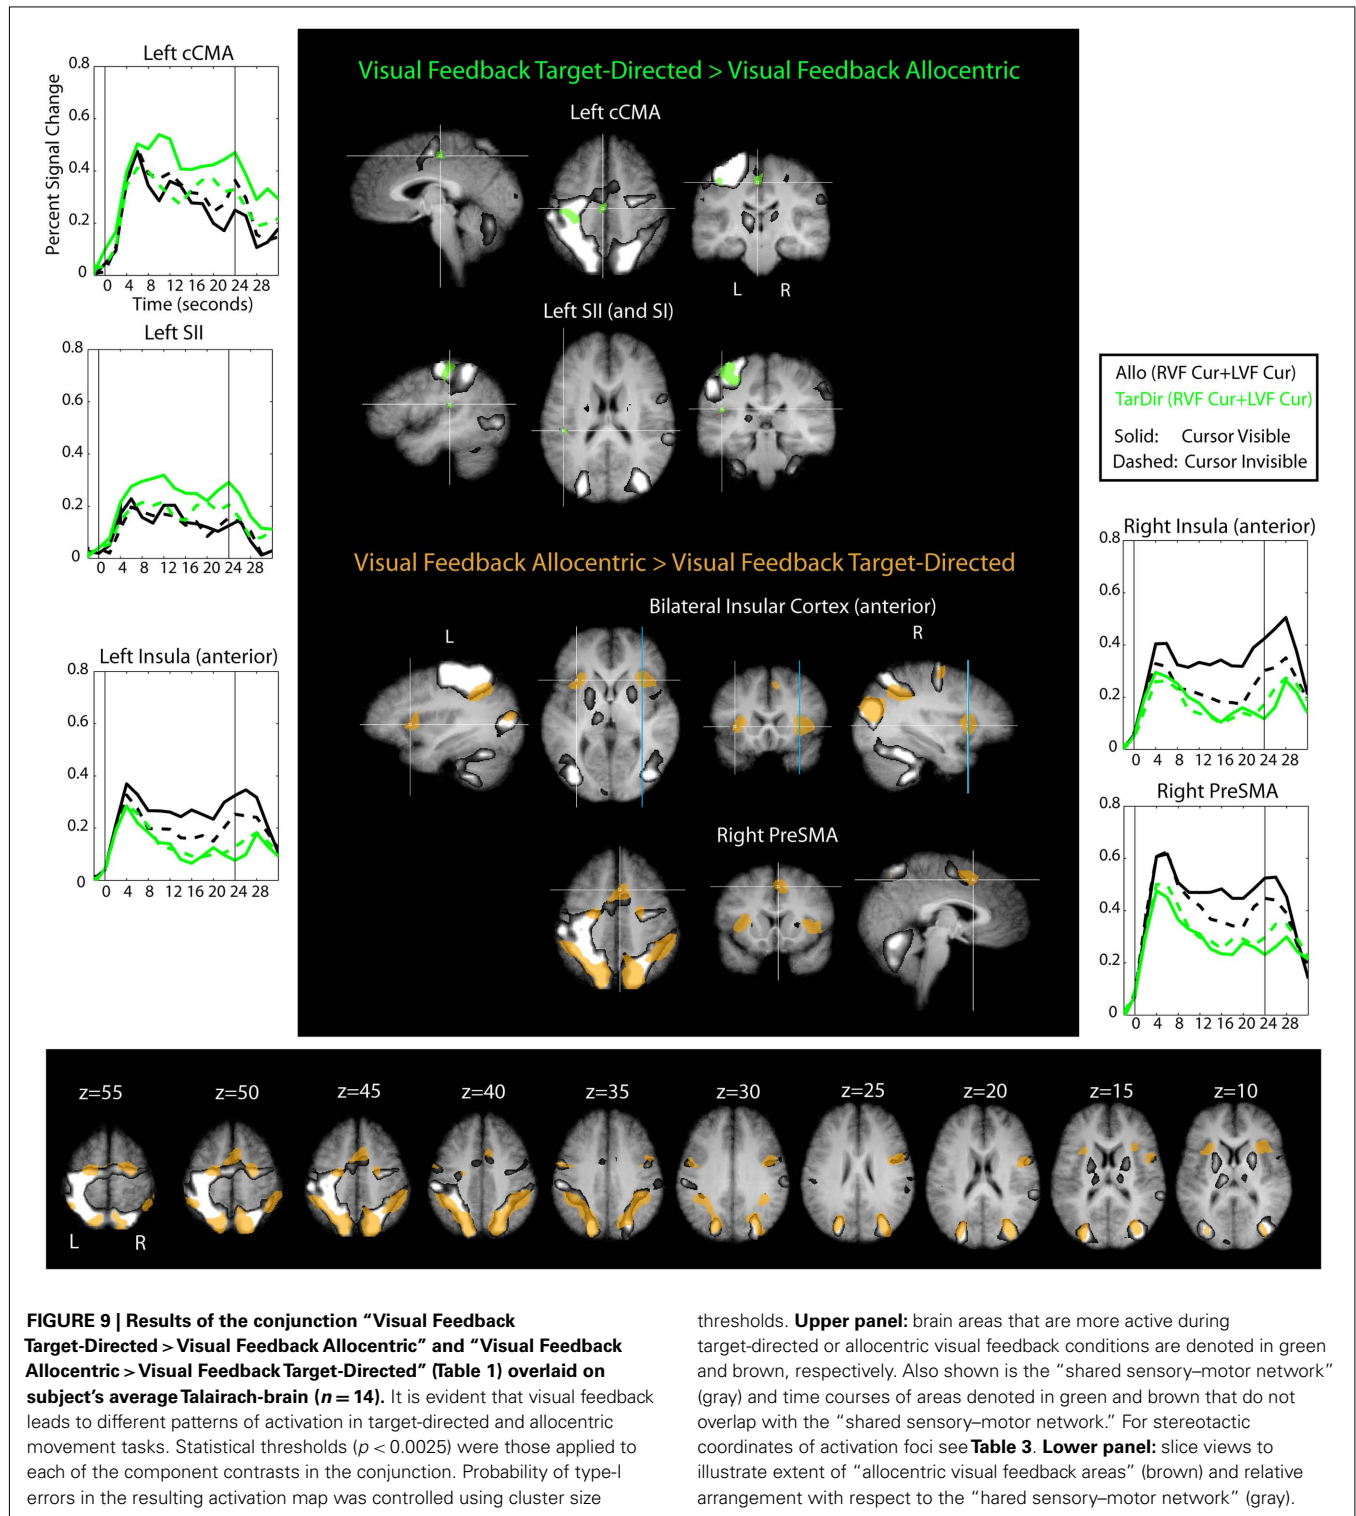 Left cCMA
0.8
0.6
0.4
0.2
0
Percent Signal Change
0 4 8 12 16 20 24 28
Time (seconds)
Left SII
0.8
0.6
0.4
0.2
0
0 4 8 12 16 20 24 28
Left Insula (anterior)
0.8
0.6
0.4
0.2
0
0 4 8 12 16 20 24 28
Visual Feedback Target-Directed > Visual Feedback Allocentric
Left cCMA
L R
Left SII (and SI)
Visual Feedback Allocentric > Visual Feedback Target-Directed
Bilateral Insular Cortex (anterior)
L R
Right PreSMA
Allo (RVF Cur+LVF Cur)
TarDir (RVF Cur+LVF Cur)
Solid: Cursor Visible
Dashed: Cursor Invisible
Right Insula (anterior)
0.8
0.6
0.4
0.2
0
0 4 8 12 16 20 24 28
Right PreSMA
0.8
0.6
0.4
0.2
0
0 4 8 12 16 20 24 28
z=55 z=50 z=45 z=40 z=35 z=30 z=25 z=20 z=15 z=10
L R
FIGURE 9 | Results of the conjunction “Visual Feedback
Target-Directed > Visual Feedback Allocentric” and “Visual Feedback
Allocentric > Visual Feedback Target-Directed” (Table 1) overlaid on
subject’s average Talairach-brain (n = 14). It is evident that visual feedback
leads to different patterns of activation in target-directed and allocentric
movement tasks. Statistical thresholds (p < 0.0025) were those applied to
each of the component contrasts in the conjunction. Probability of type-I
errors in the resulting activation map was controlled using cluster size
thresholds. Upper panel: brain areas that are more active during
target-directed or allocentric visual feedback conditions are denoted in green
and brown, respectively. Also shown is the “shared sensory–motor network”
(gray) and time courses of areas denoted in green and brown that do not
overlap with the “shared sensory–motor network.” For stereotactic
coordinates of activation foci see Table 3. Lower panel: slice views to
illustrate extent of “allocentric visual feedback areas” (brown) and relative
arrangement with respect to the “hared sensory–motor network” (gray).